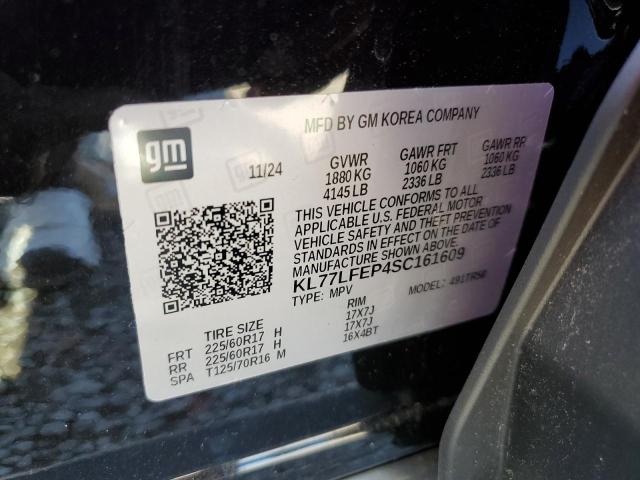 MFD BY GM KOREA COMPANY
gm
11/24 GVWR GAWR FRT GAWR RR
1880 KG 1060 KG 1060 KG
4145 LB 2336 LB 2336 LB
THIS VEHICLE CONFORMS TO ALL
APPLICABLE U.S. FEDERAL MOTOR
VEHICLE SAFETY AND THEFT PREVENTION
STANDARDS IN EFFECT ON THE DATE OF
MANUFACTURE SHOWN ABOVE.
KL77LFEP4SC161609
TYPE: MPV MODEL: 491TR58
TIRE SIZE RIM
FRT 225/60R17 H 17X7J
RR 225/60R17 H 17X7J
SPA T125/70R16 M 16X4BT